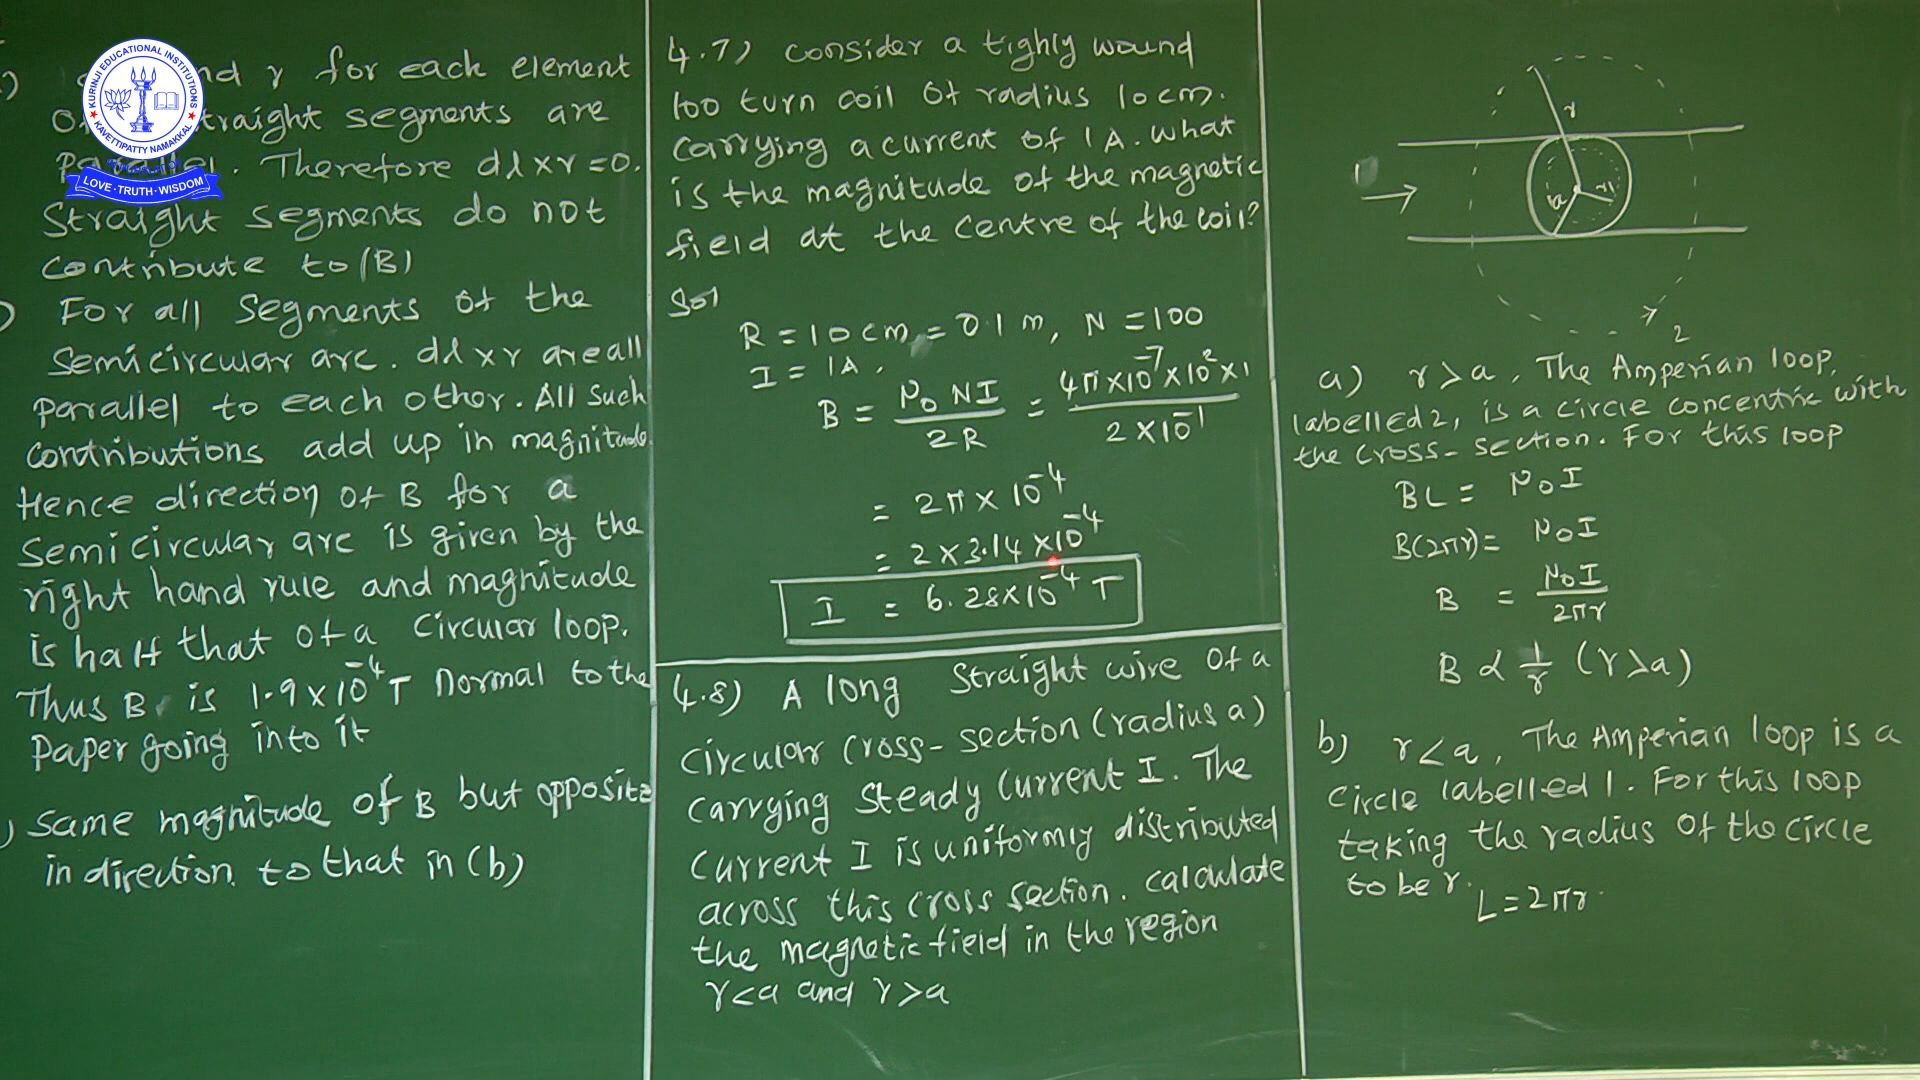 KURINJI EDUCATIONAL INSTITUTIONS
KAVETTIPATTY NAMAKKAL
LOVE · TRUTH · WISDOM
nd r for each element
traight segments are
Therefore dl x r = 0.
Straight segments do not
contribute to (B)
For all segments of the
semicircular arc. dl x r are all
parallel to each other. All such
contributions add up in magnitude
Hence direction of B for a
semicircular arc is given by the
right hand rule and magnitude
is half that of a circular loop.
Thus B is 1.9 x 10⁻⁴ T normal to the
paper going into it
) Same magnitude of B but opposite
in direction to that in (b)
4.7) Consider a tighly wound
100 turn coil of radius 10 cm.
carrying a current of 1 A. What
is the magnitude of the magnetic
field at the centre of the coil?
Sol
R = 10 cm = 0.1 m, N = 100
I = 1A.
B = μ₀ NI / 2R = 4π x 10⁻⁷ x 10² x 1 / 2 x 10⁻¹
= 2π x 10⁻⁴
= 2 x 3.14 x 10⁻⁴
I = 6.28 x 10⁻⁴ T
4.8) A long straight wire of a
circular cross-section (radius a)
carrying steady current I. The
current I is uniformly distributed
across this cross section. calculate
the magnetic field in the region
r < a and r > a
r
a r1
2
a) r > a, The Amperian loop,
labelled 2, is a circle concentric with
the cross-section. For this loop
BL = μ₀I
B(2πr) = μ₀I
B = μ₀I / 2πr
B ∝ 1/r (r > a)
b) r < a, The Amperian loop is a
circle labelled 1. For this loop
taking the radius of the circle
to be r.
L = 2πr.